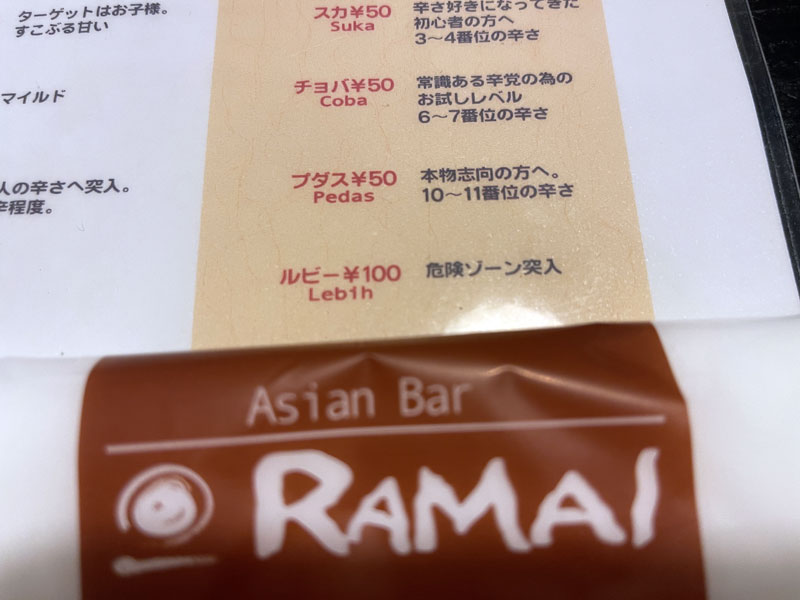 ターゲットはお子様。
すこぶる甘い
マイルド
人の辛さへ突入。
辛程度。
スカ¥50
Suka
辛さ好きになってきた
初心者の方へ
3〜4番位の辛さ
チョバ¥50
Coba
常識ある辛党の為の
お試しレベル
6〜7番位の辛さ
プダス¥50
Pedas
本物志向の方へ。
10〜11番位の辛さ
ルビー¥100
Lebih
危険ゾーン突入
Asian Bar
RAMAI